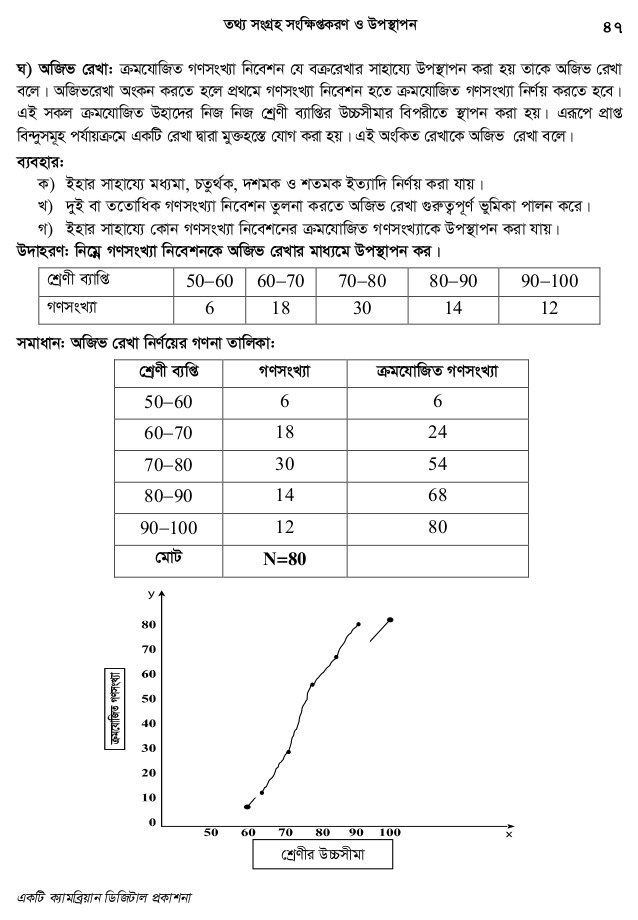 তথ্য সংগ্রহ সংক্ষিপ্তকরণ ও উপস্থাপন ৪৭
ঘ) অজিভ রেখা: ক্রমযোজিত গণসংখ্যা নিবেশন যে বক্ররেখার সাহায্যে উপস্থাপন করা হয় তাকে অজিভ রেখা
বলে। অজিভরেখা অংকন করতে হলে প্রথমে গণসংখ্যা নিবেশন হতে ক্রমযোজিত গণসংখ্যা নির্ণয় করতে হবে।
এই সকল ক্রমযোজিত উহাদের নিজ নিজ শ্রেণী ব্যাপ্তির উচ্চসীমার বিপরীতে স্থাপন করা হয়। এরূপে প্রাপ্ত
বিন্দুসমূহ পর্যায়ক্রমে একটি রেখা দ্বারা মুক্তহস্তে যোগ করা হয়। এই অংকিত রেখাকে অজিভ রেখা বলে।
ব্যবহার:
ক) ইহার সাহায্যে মধ্যমা, চতুর্থক, দশমক ও শতমক ইত্যাদি নির্ণয় করা যায়।
খ) দুই বা ততোধিক গণসংখ্যা নিবেশন তুলনা করতে অজিভ রেখা গুরুত্বপূর্ণ ভুমিকা পালন করে।
গ) ইহার সাহায্যে কোন গণসংখ্যা নিবেশনের ক্রমযোজিত গণসংখ্যাকে উপস্থাপন করা যায়।
উদাহরণ: নিম্নে গণসংখ্যা নিবেশনকে অজিভ রেখার মাধ্যমে উপস্থাপন কর।
শ্রেণী ব্যাপ্তি 50–60 60–70 70–80 80–90 90–100
গণসংখ্যা 6 18 30 14 12
সমাধান: অজিভ রেখা নির্ণয়ের গণনা তালিকা:
শ্রেণী ব্যপ্তি গণসংখ্যা ক্রমযোজিত গণসংখ্যা
50–60 6 6
60–70 18 24
70–80 30 54
80–90 14 68
90–100 12 80
মোট N=80
y
80
70
60
50
40
30
20
10
0
ক্রমযোজিত গণসংখ্যা
50 60 70 80 90 100 x
শ্রেণীর উচ্চসীমা
একটি ক্যামব্রিয়ান ডিজিটাল প্রকাশনা